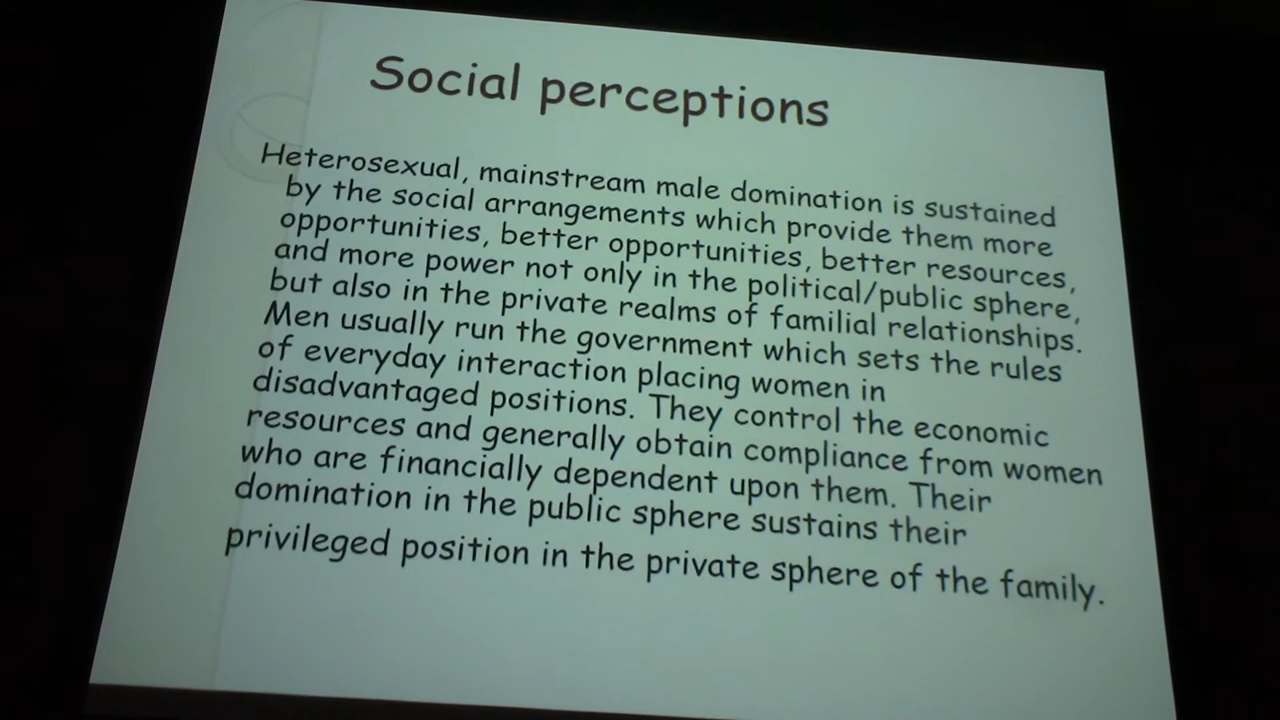 Social perceptions
Heterosexual, mainstream male domination is sustained
by the social arrangements which provide them more
opportunities, better opportunities, better resources,
and more power not only in the political/public sphere,
but also in the private realms of familial relationships.
Men usually run the government which sets the rules
of everyday interaction placing women in
disadvantaged positions. They control the economic
resources and generally obtain compliance from women
who are financially dependent upon them. Their
domination in the public sphere sustains their
privileged position in the private sphere of the family.